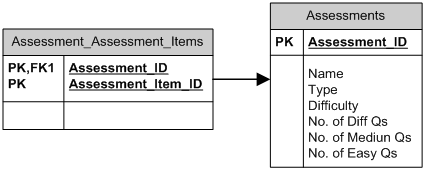 Assessment_Assessment_Items
PK,FK1 Assessment_ID
PK Assessment_Item_ID
Assessments
PK Assessment_ID
Name
Type
Difficulty
No. of Diff Qs
No. of Mediun Qs
No. of Easy Qs